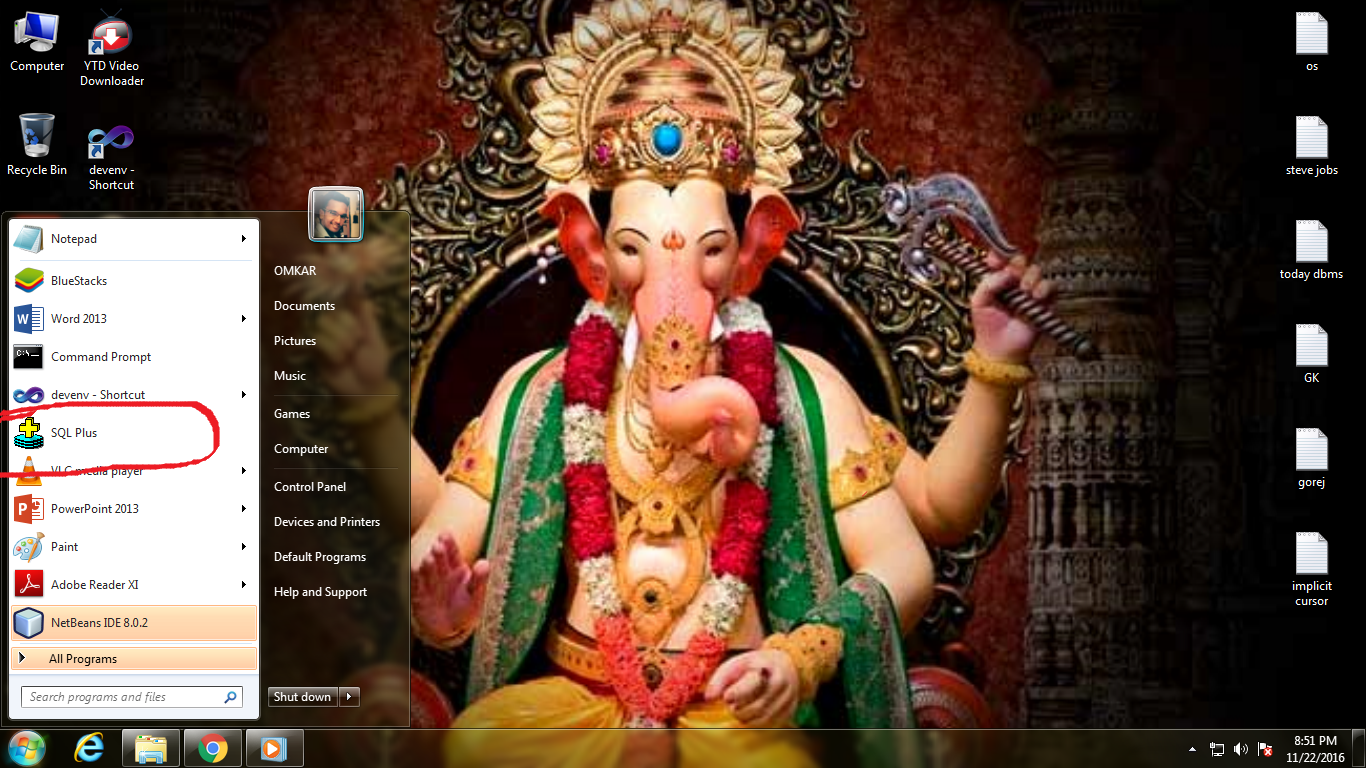 Computer
YTD Video
Downloader
Recycle Bin
devenv -
Shortcut
Notepad
BlueStacks
Word 2013
C:\_
Command Prompt
devenv - Shortcut
SQL Plus
VLC media player
PowerPoint 2013
Paint
Adobe Reader XI
NetBeans IDE 8.0.2
All Programs
Search programs and files
OMKAR
Documents
Pictures
Music
Games
Computer
Control Panel
Devices and Printers
Default Programs
Help and Support
Shut down
os
steve jobs
today dbms
GK
gorej
implicit
cursor
8:51 PM
11/22/2016